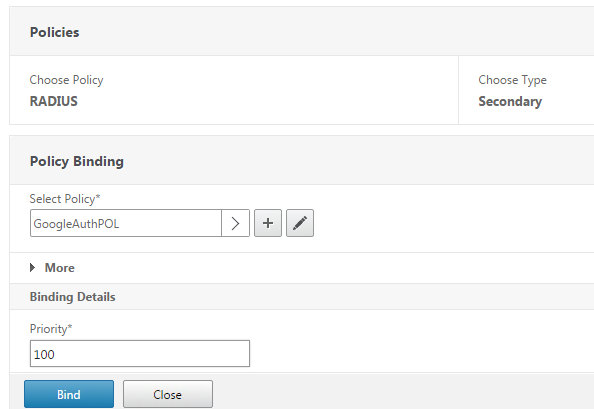 Policies
Choose Policy
RADIUS
Choose Type
Secondary
Policy Binding
Select Policy*
GoogleAuthPOL
More
Binding Details
Priority*
100
Bind
Close